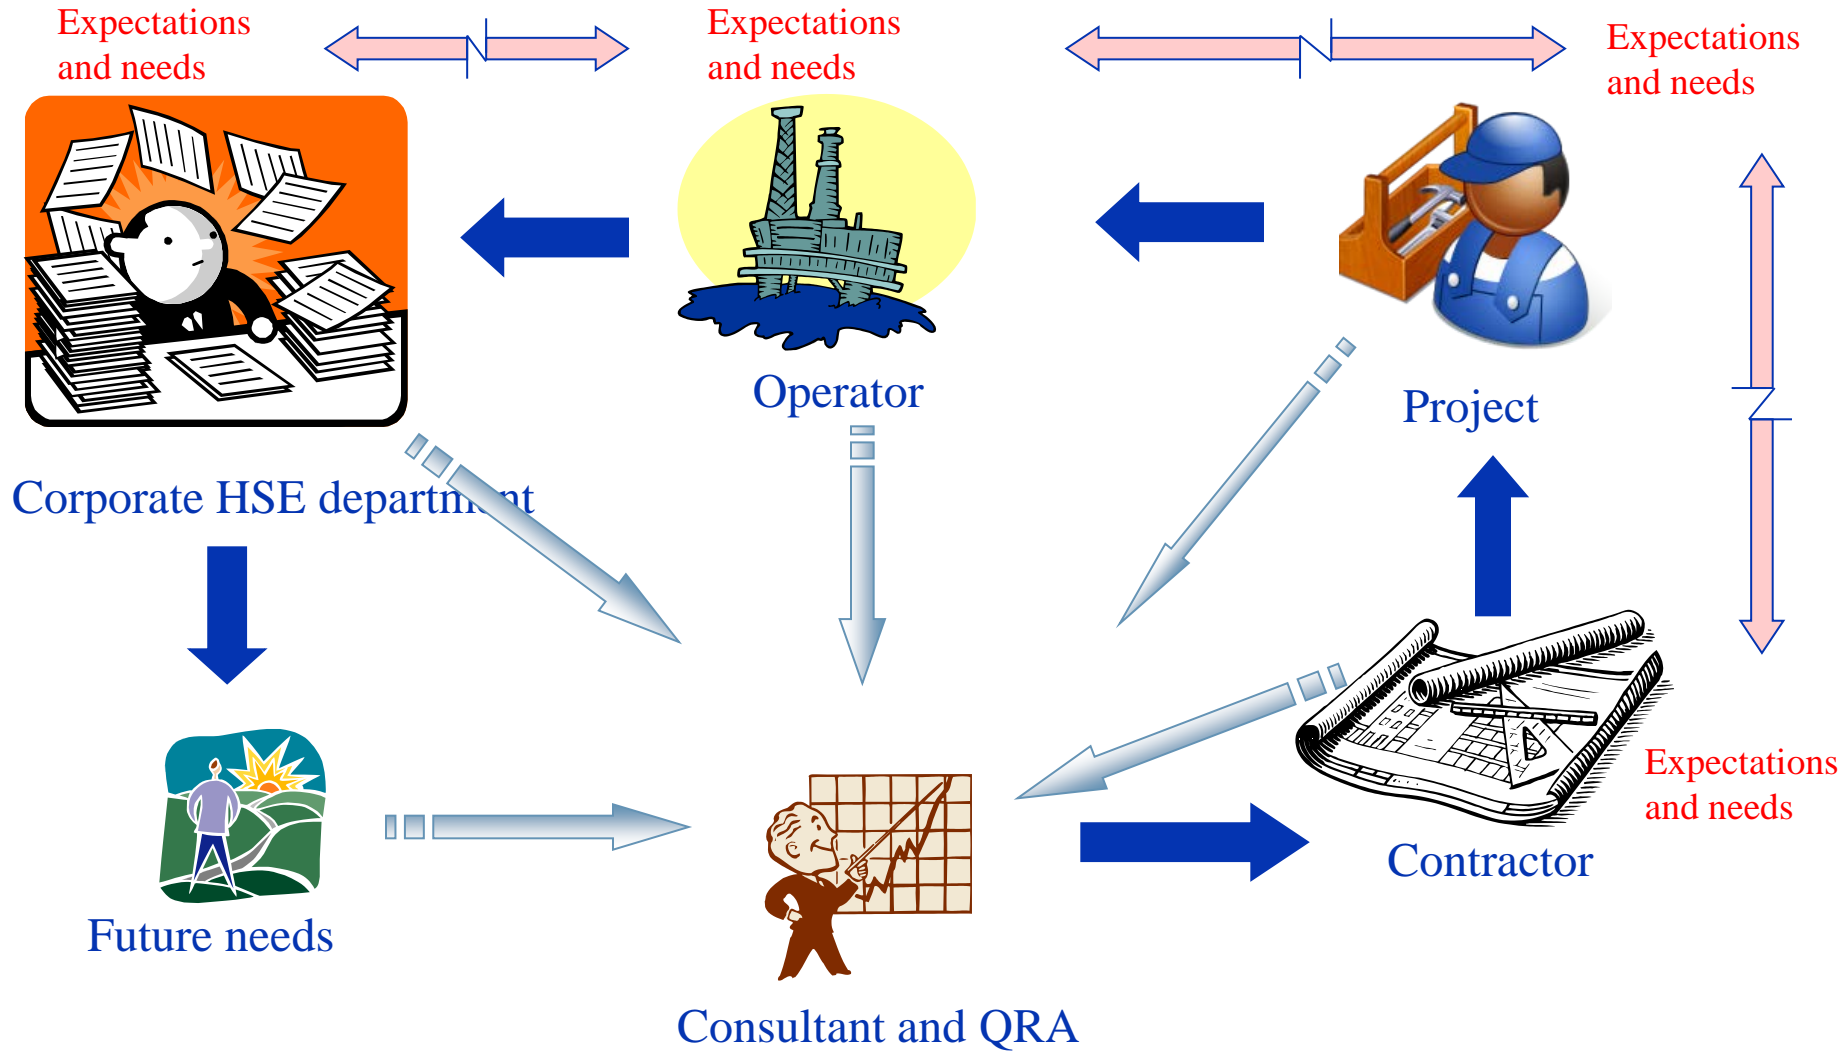 Expectations
and needs
Expectations
and needs
Expectations
and needs
Operator
Project
Corporate HSE department
Expectations
and needs
Contractor
Future needs
Consultant and QRA